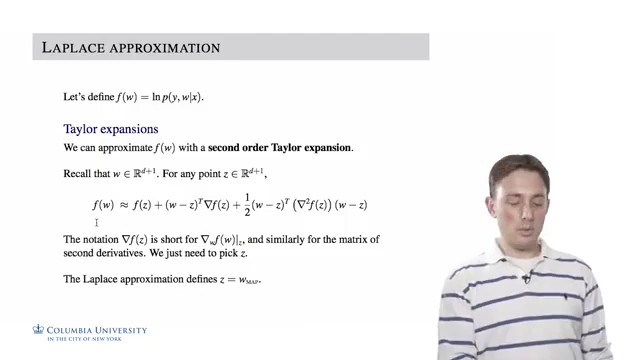 LAPLACE APPROXIMATION
Let's define f(w) = ln p(y, w|x).
Taylor expansions
We can approximate f(w) with a second order Taylor expansion.
Recall that w ∈ ℝ^{d+1}. For any point z ∈ ℝ^{d+1},
f(w) ≈ f(z) + (w − z)^T ∇f(z) + 1/2 (w − z)^T (∇²f(z)) (w − z)
The notation ∇f(z) is short for ∇_w f(w)|_z, and similarly for the matrix of
second derivatives. We just need to pick z.
The Laplace approximation defines z = w_MAP.
COLUMBIA UNIVERSITY
IN THE CITY OF NEW YORK